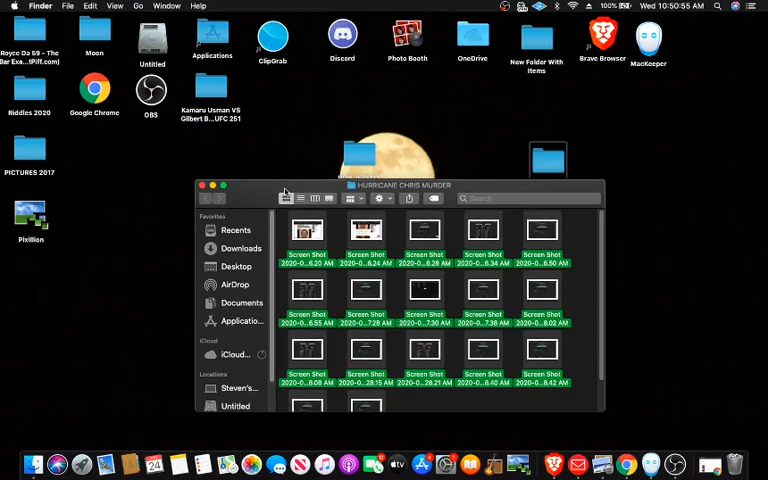 Finder File Edit View Go Window Help
100% Wed 10:50:55 AM
Royce Da 59 - The
Bar Exa...tPiff.com)
Moon
Untitled
Applications
ClipGrab
Discord
Photo Booth
OneDrive
New Folder With
Items
Brave Browser
MacKeeper
Riddles 2020
Google Chrome
OBS
Kamaru Usman VS
Gilbert B...UFC 251
PICTURES 2017
Pixillion
HURRICANE CHRIS MURDER
Search
Favorites
Recents
Downloads
Desktop
AirDrop
Documents
Applicatio...
iCloud
iCloud...
Locations
Steven's...
Untitled
Screen Shot Screen Shot Screen Shot Screen Shot Screen Shot
2020-0...6.20 AM 2020-0...6.24 AM 2020-0...6.28 AM 2020-0...6.34 AM 2020-0...6.50 AM
Screen Shot Screen Shot Screen Shot Screen Shot Screen Shot
2020-0...6.55 AM 2020-0...7.28 AM 2020-0...7.30 AM 2020-0...7.38 AM 2020-0...8.02 AM
Screen Shot Screen Shot Screen Shot Screen Shot Screen Shot
2020-0...8.08 AM 2020-0...28.15 AM 2020-0...28.21 AM 2020-0...8.40 AM 2020-0...8.42 AM
24
tv